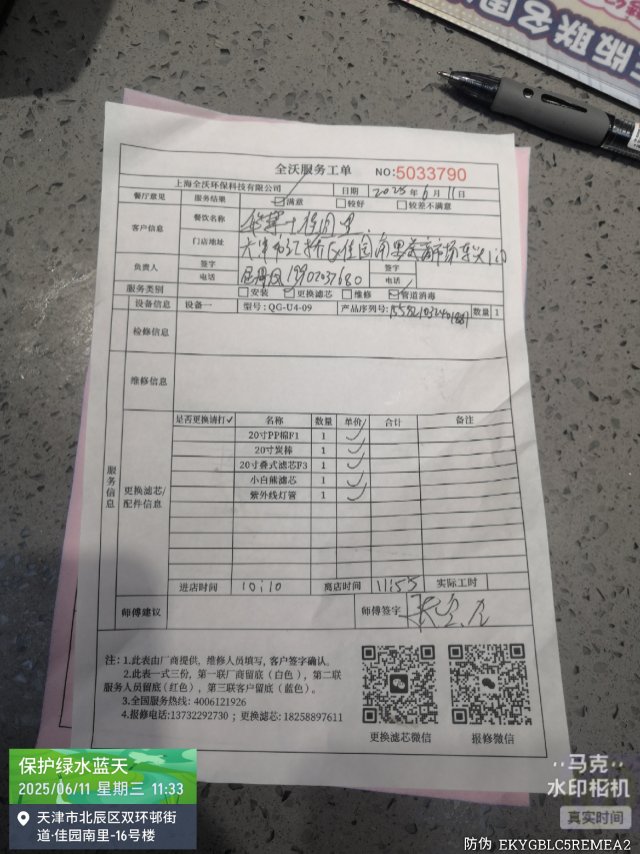 版联名国
全沃服务工单 NO:5033790
上海全沃环保科技有限公司 日期 2025年6月11日
餐厅意见 服务结果 ☑满意 ☐较好 ☐较差不满意
客户信息 餐饮名称
门店地址 天津市 区佳园南里菜市场
负责人 签字 签字
电话 电话
服务类别 ☐安装 ☑更换滤芯 ☐维修 ☑管道消毒
设备信息 设备一 型号:QG-U4-09 产品序列号: 数量 1
检修信息
维修信息
服务信息
更换滤芯/配件信息
是否更换请打✓ 名称 数量 单价 合计 备注
20寸PP棉F1 1 ✓
20寸炭棒 1 ✓
20寸叠式滤芯F3 1 ✓
小白熊滤芯 1 ✓
紫外线灯管 1 ✓
进店时间 10:10 离店时间 11:55 实际工时
师傅建议 师傅签字
注:1.此表由厂商提供,维修人员填写,客户签字确认。
2.此表一式三份,第一联厂商留底(白色),第二联
服务人员留底(红色),第三联客户留底(蓝色)。
3.全国服务热线: 4006121926
4.报修电话:13732292730 ; 更换滤芯: 18258897611
更换滤芯微信 报修微信
保护绿水蓝天
2025/06/11 星期三 11:33
天津市北辰区双环邨街
道·佳园南里-16号楼
马克
水印相机
真实时间
防伪 EKYGBLC5REMEA2